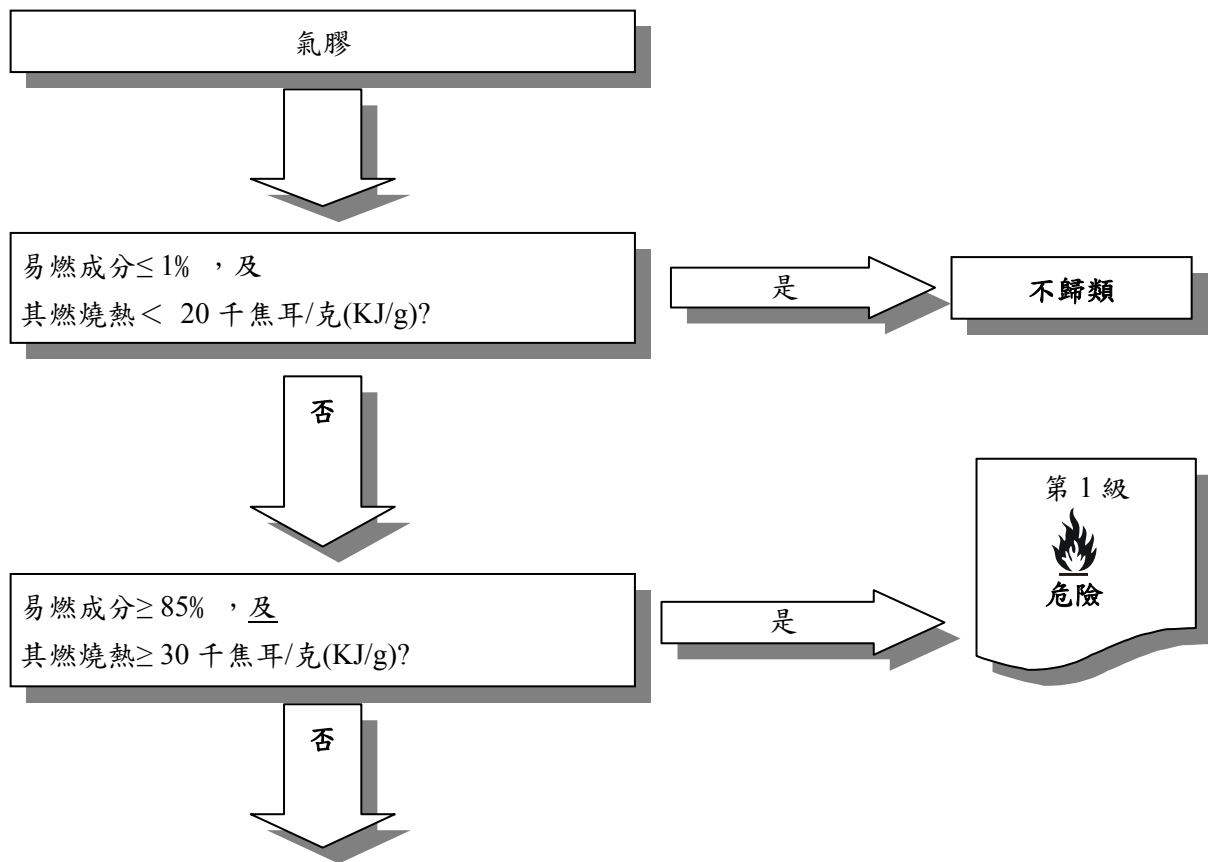 氣膠
易燃成分≤ 1% ，及
其燃燒熱＜ 20 千焦耳/克(KJ/g)?
是
不歸類
否
第 1 級
危險
易燃成分≥ 85% ，及
其燃燒熱≥ 30 千焦耳/克(KJ/g)?
是
否